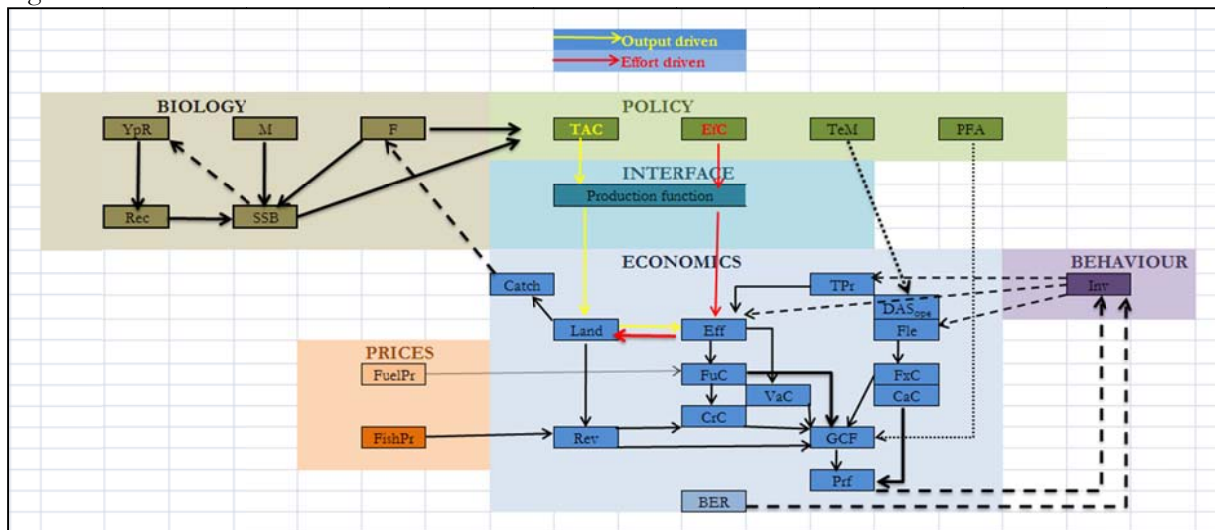 Output driven
Effort driven
BIOLOGY
POLICY
YpR
M
F
TAC
EfC
TeM
PFA
INTERFACE
Production function
Rec
SSB
ECONOMICS
BEHAVIOUR
Catch
TPr
Inv
DASope
Land
Eff
Fle
PRICES
FuelPr
FuC
FxC
VaC
CaC
CrC
FishPr
Rev
GCF
Prf
BER